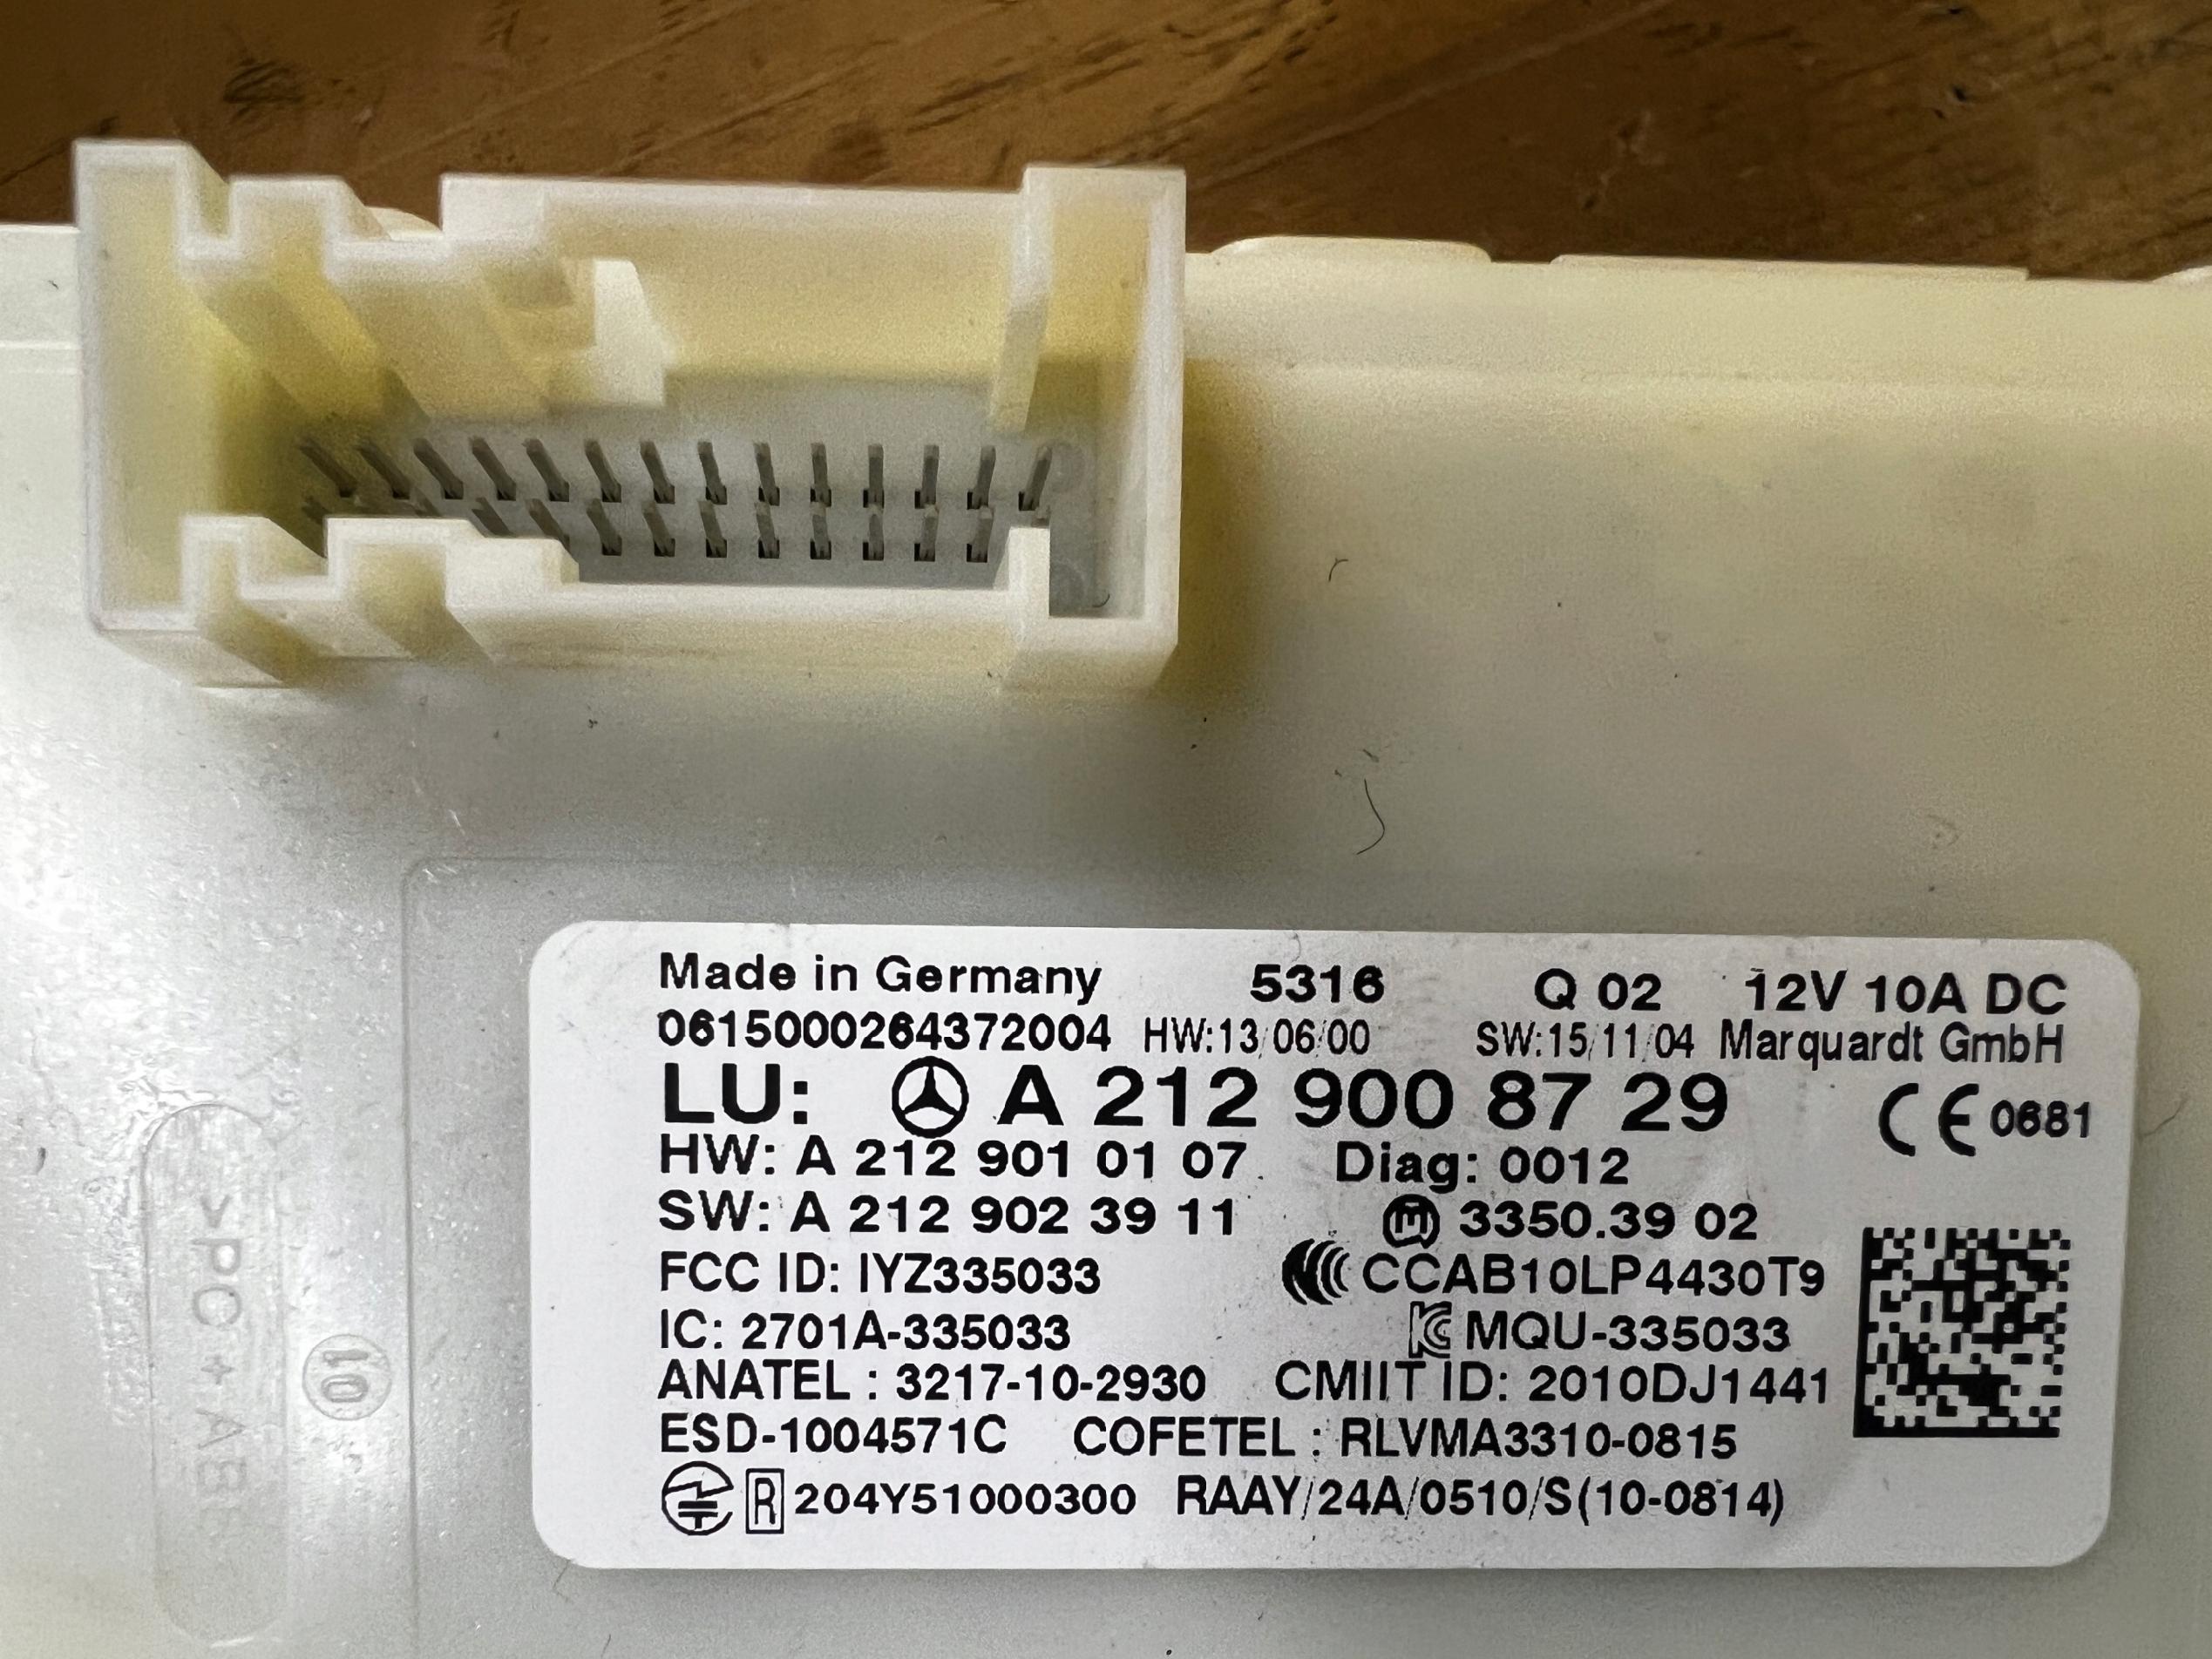 Made in Germany 5316 Q 02 12V 10A DC
0615000264372004 HW:13/06/00 SW:15/11/04 Marquardt GmbH
LU: A 212 900 87 29
CE 0681
HW: A 212 901 01 07 Diag: 0012
SW: A 212 902 39 11 m 3350.39 02
FCC ID: IYZ335033 CCAB10LP4430T9
IC: 2701A-335033 KC MQU-335033
ANATEL : 3217-10-2930 CMIIT ID: 2010DJ1441
ESD-1004571C COFETEL : RLVMA3310-0815
R 204Y51000300 RAAY/24A/0510/S(10-0814)
>PC + ABS
10